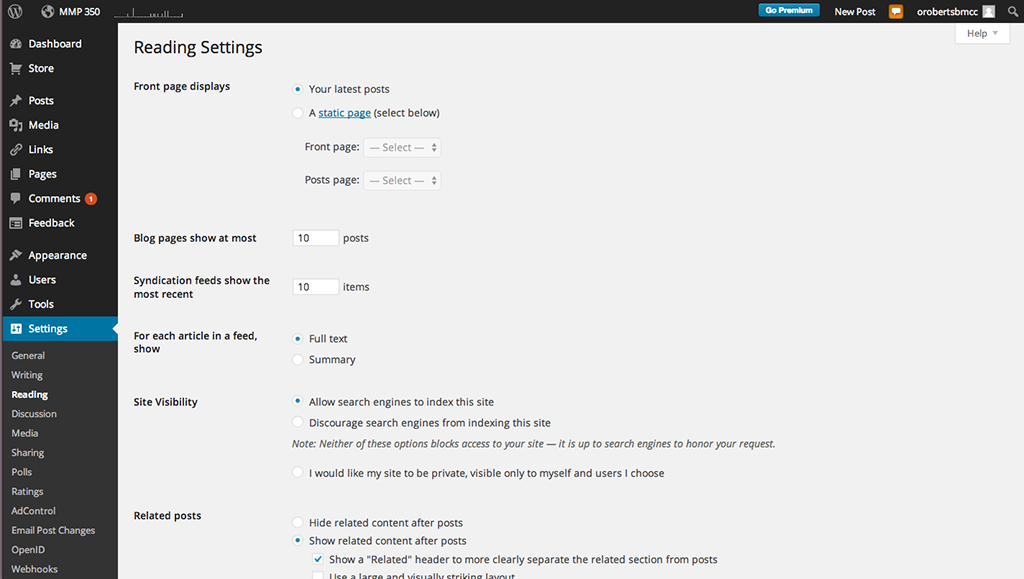 MMP 350
Go Premium
New Post
orobertsbmcc
Help
Dashboard
Store
Posts
Media
Links
Pages
Comments 1
Feedback
Appearance
Users
Tools
Settings
General
Writing
Reading
Discussion
Media
Sharing
Polls
Ratings
AdControl
Email Post Changes
OpenID
Webhooks
Reading Settings
Front page displays
Your latest posts
A static page (select below)
Front page: — Select —
Posts page: — Select —
Blog pages show at most
10 posts
Syndication feeds show the
most recent
10 items
For each article in a feed,
show
Full text
Summary
Site Visibility
Allow search engines to index this site
Discourage search engines from indexing this site
Note: Neither of these options blocks access to your site — it is up to search engines to honor your request.
I would like my site to be private, visible only to myself and users I choose
Related posts
Hide related content after posts
Show related content after posts
Show a "Related" header to more clearly separate the related section from posts
Use a large and visually striking layout